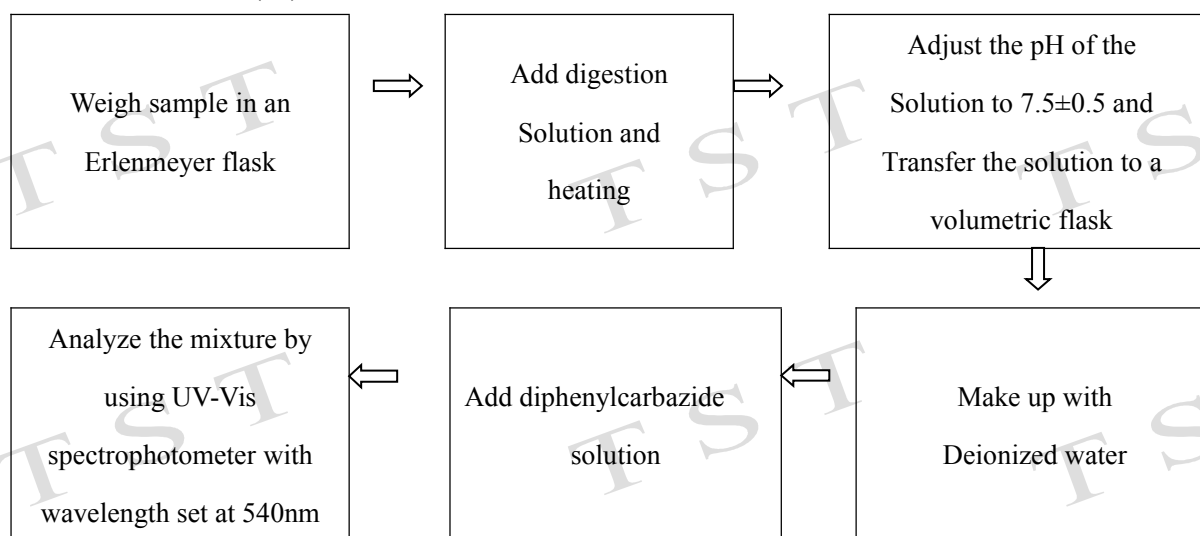 Weigh sample in an
Erlenmeyer flask
Add digestion
Solution and
heating
Adjust the pH of the
Solution to 7.5±0.5 and
Transfer the solution to a
volumetric flask
Make up with
Deionized water
Add diphenylcarbazide
solution
Analyze the mixture by
using UV-Vis
spectrophotometer with
wavelength set at 540nm
T S T
T S T
T S
T S T
T S T
T S